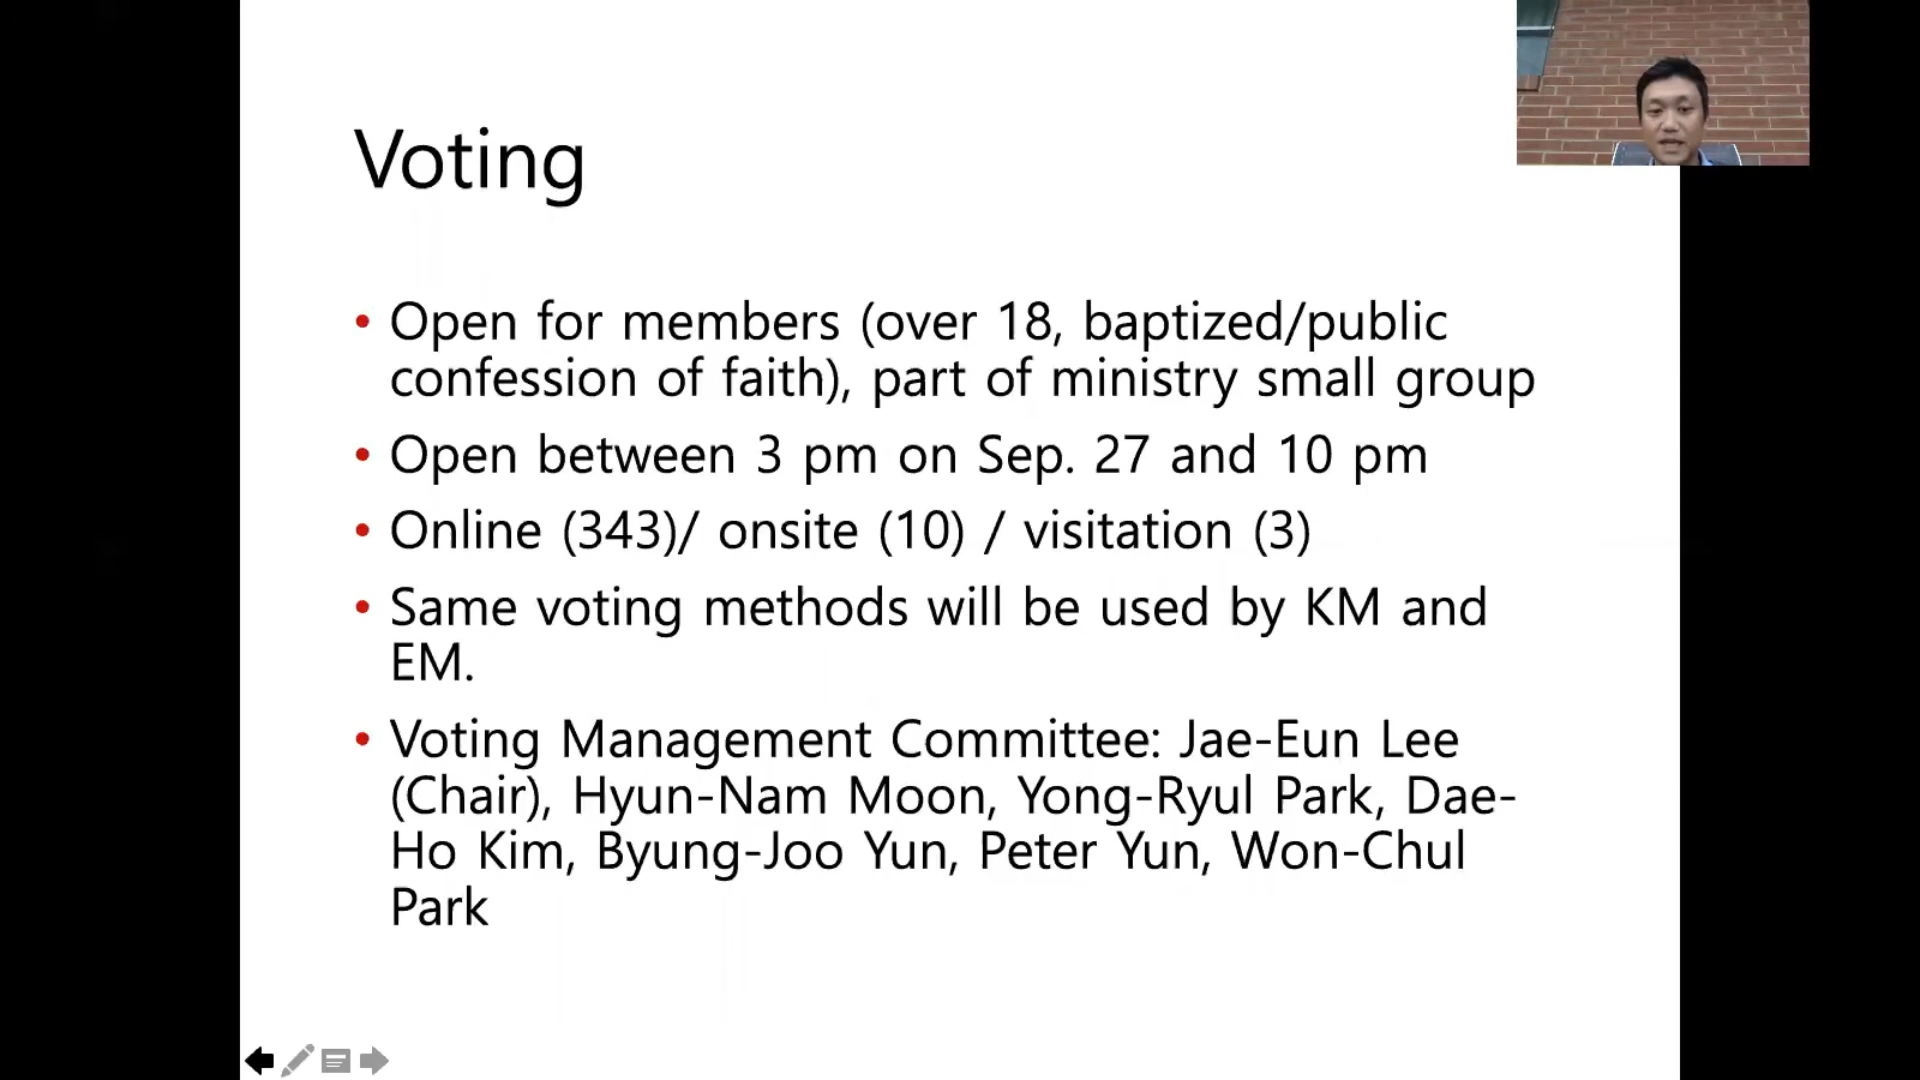 Voting
• Open for members (over 18, baptized/public
confession of faith), part of ministry small group
• Open between 3 pm on Sep. 27 and 10 pm
• Online (343)/ onsite (10) / visitation (3)
• Same voting methods will be used by KM and
EM.
• Voting Management Committee: Jae-Eun Lee
(Chair), Hyun-Nam Moon, Yong-Ryul Park, Dae-
Ho Kim, Byung-Joo Yun, Peter Yun, Won-Chul
Park